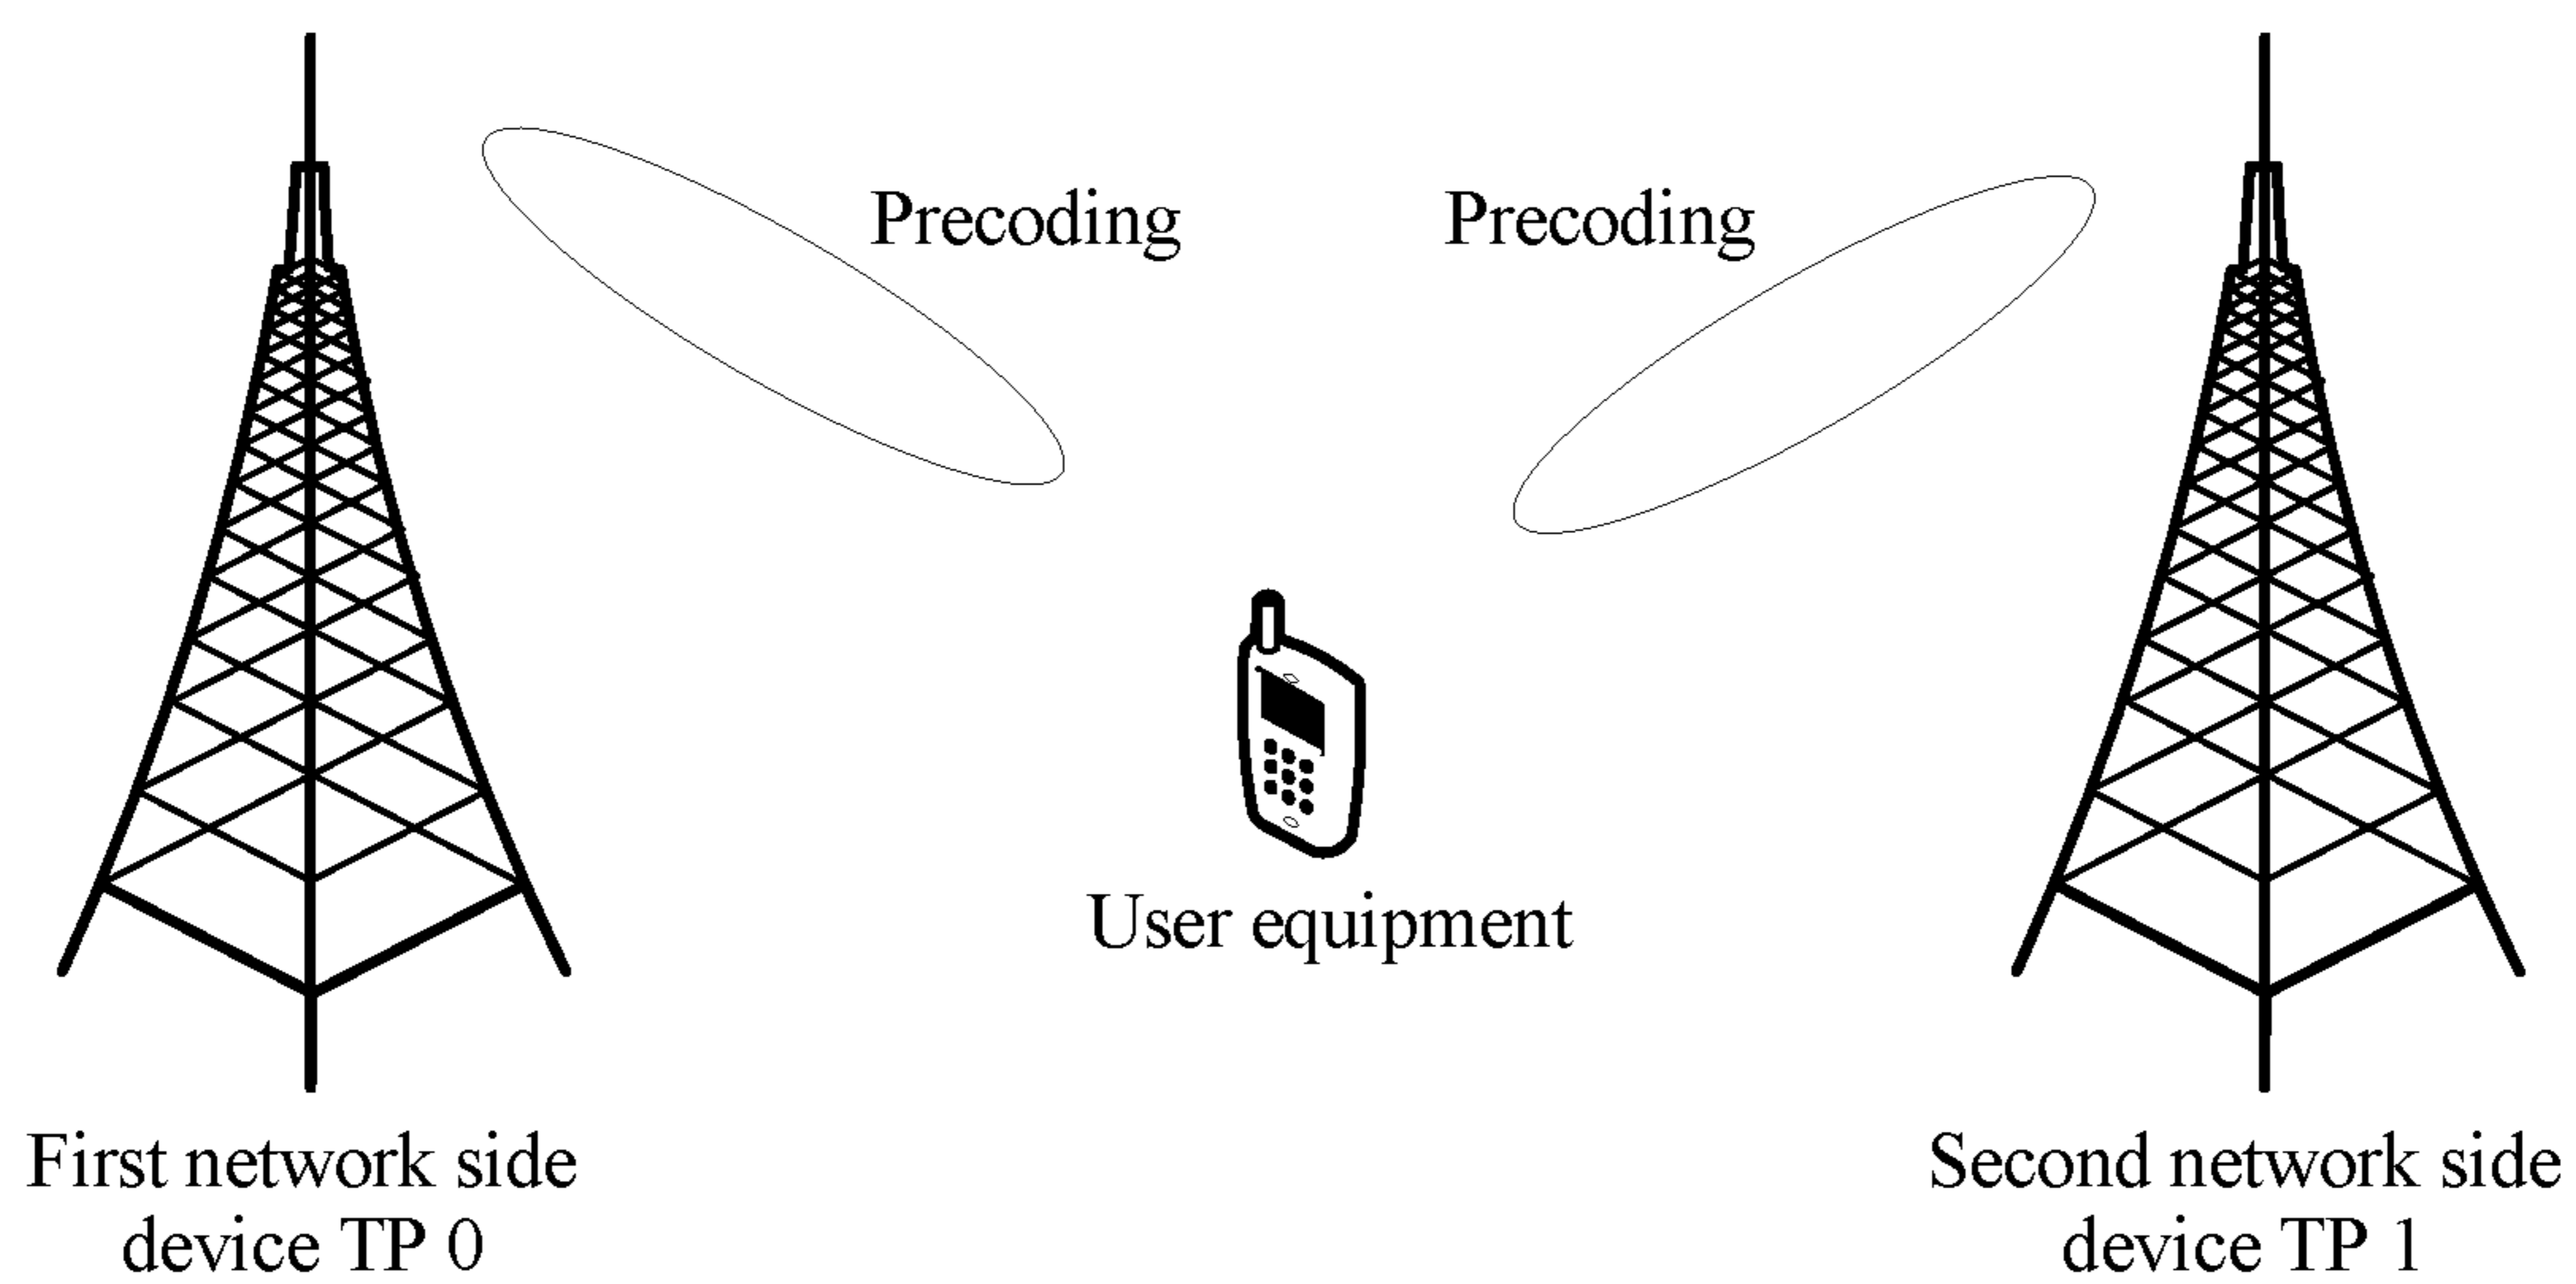 Precoding
Precoding
User equipment
First network side
device TP 0
Second network side
device TP 1